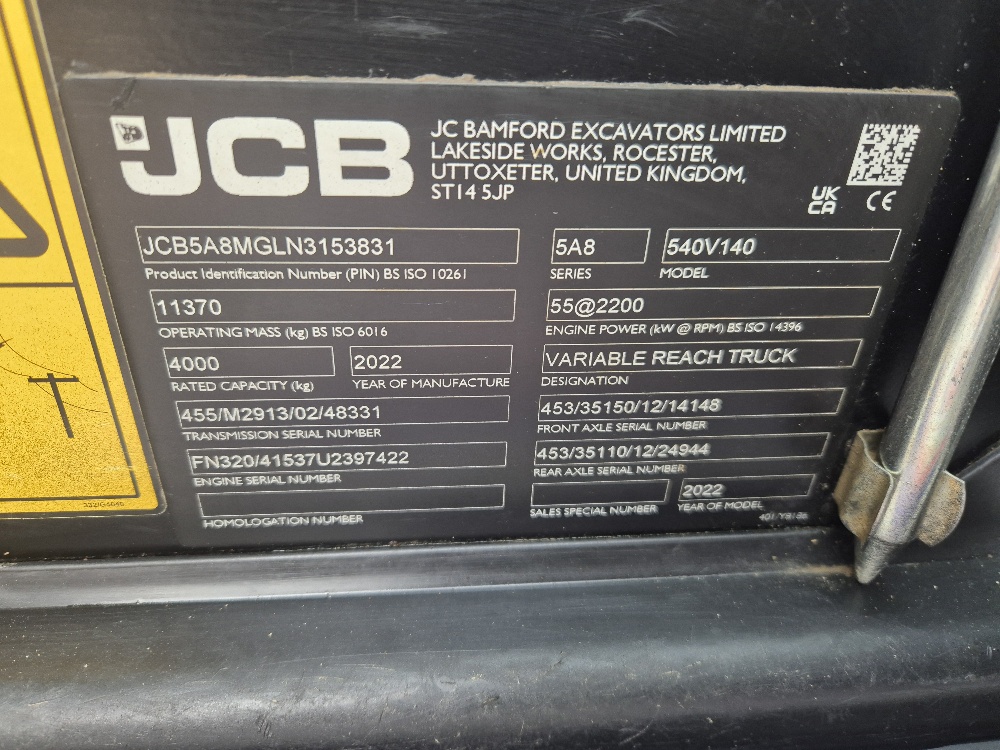 JCB
JC BAMFORD EXCAVATORS LIMITED
LAKESIDE WORKS, ROCESTER,
UTTOXETER, UNITED KINGDOM,
ST14 5JP
UK
CA
CE
JCB5A8MGLN3153831
Product Identification Number (PIN) BS ISO 10261
5A8
SERIES
540V140
MODEL
11370
OPERATING MASS (kg) BS ISO 6016
55@2200
ENGINE POWER (kW @ RPM) BS ISO 14396
4000
RATED CAPACITY (kg)
2022
YEAR OF MANUFACTURE
VARIABLE REACH TRUCK
DESIGNATION
455/M2913/02/48331
TRANSMISSION SERIAL NUMBER
453/35150/12/14148
FRONT AXLE SERIAL NUMBER
FN320/41537U2397422
ENGINE SERIAL NUMBER
453/35110/12/24944
REAR AXLE SERIAL NUMBER
HOMOLOGATION NUMBER
SALES SPECIAL NUMBER
2022
YEAR OF MODEL